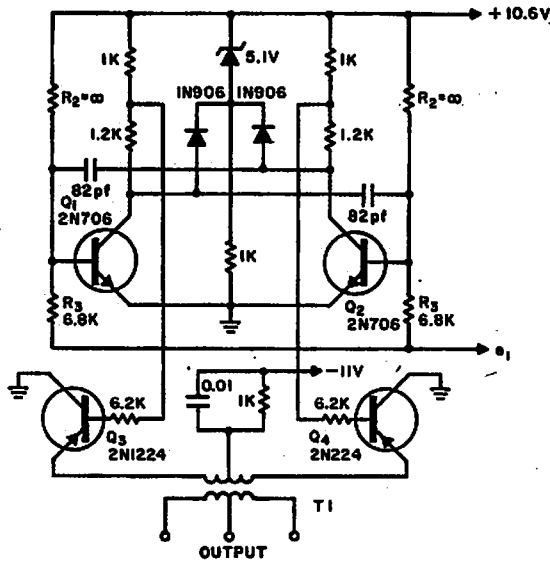 +10.6V
1K
5.1V
1K
R2=∞
1N906
1N906
R2=∞
1.2K
1.2K
82pf
82pf
Q1
2N706
1K
Q2
2N706
R3
6.8K
R3
6.8K
e1
-11V
0.01
1K
6.2K
6.2K
Q3
2N1224
Q4
2N224
T1
OUTPUT